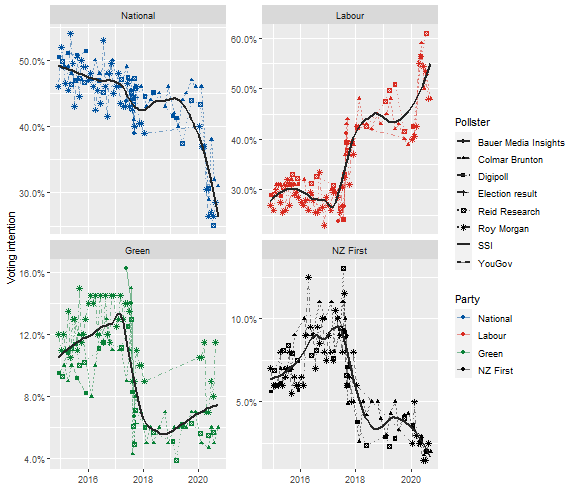 National
Labour
50.0%
40.0%
30.0%
60.0%
50.0%
40.0%
30.0%
Voting intention
Green
NZ First
16.0%
12.0%
8.0%
4.0%
10.0%
5.0%
2016
2018
2020
2016
2018
2020
Pollster
Bauer Media Insights
Colmar Brunton
Digipoll
Election result
Reid Research
Roy Morgan
SSI
YouGov
Party
National
Labour
Green
NZ First